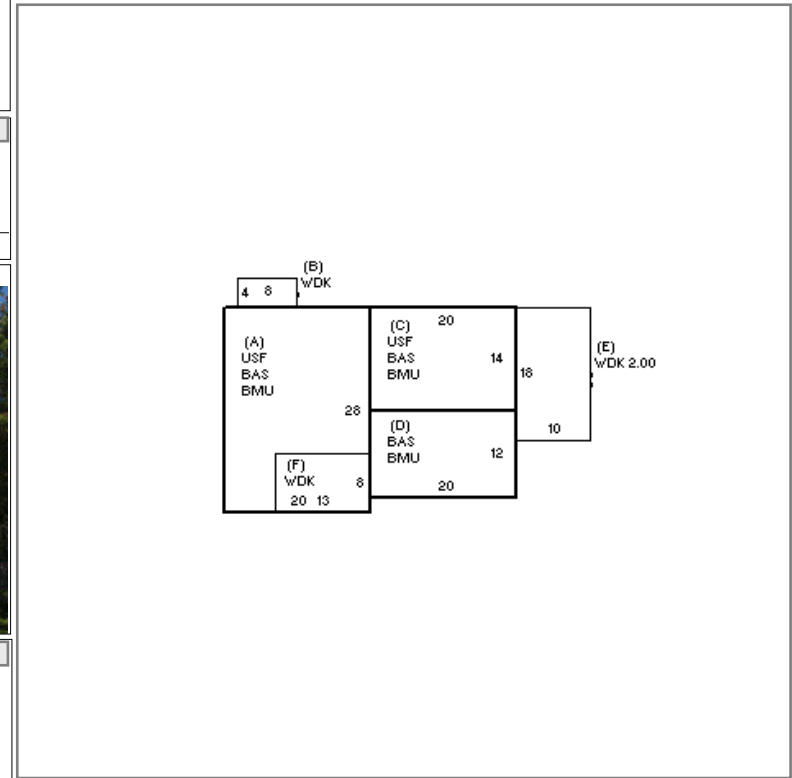 (B)
WDK
4 8
(A)
USF
BAS
BMU
28
(C)
USF
BAS
BMU
20
14
18
(E)
WDK 2.00
10
(D)
BAS
BMU
12
20
(F)
WDK
8
20 13